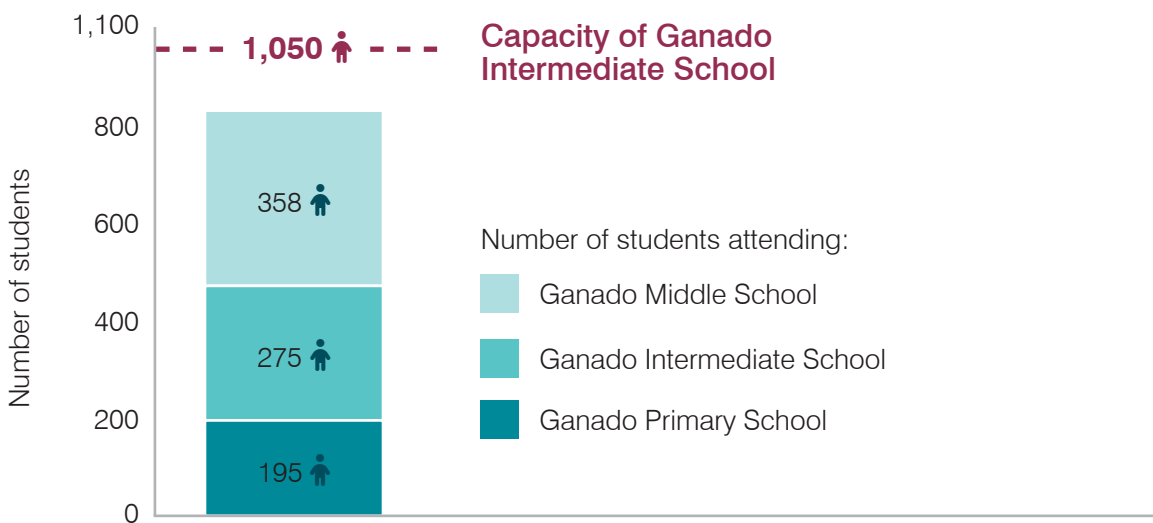 1,100
1,050
Capacity of Ganado
Intermediate School
800
600
400
200
0
Number of students
358
275
195
Number of students attending:
Ganado Middle School
Ganado Intermediate School
Ganado Primary School